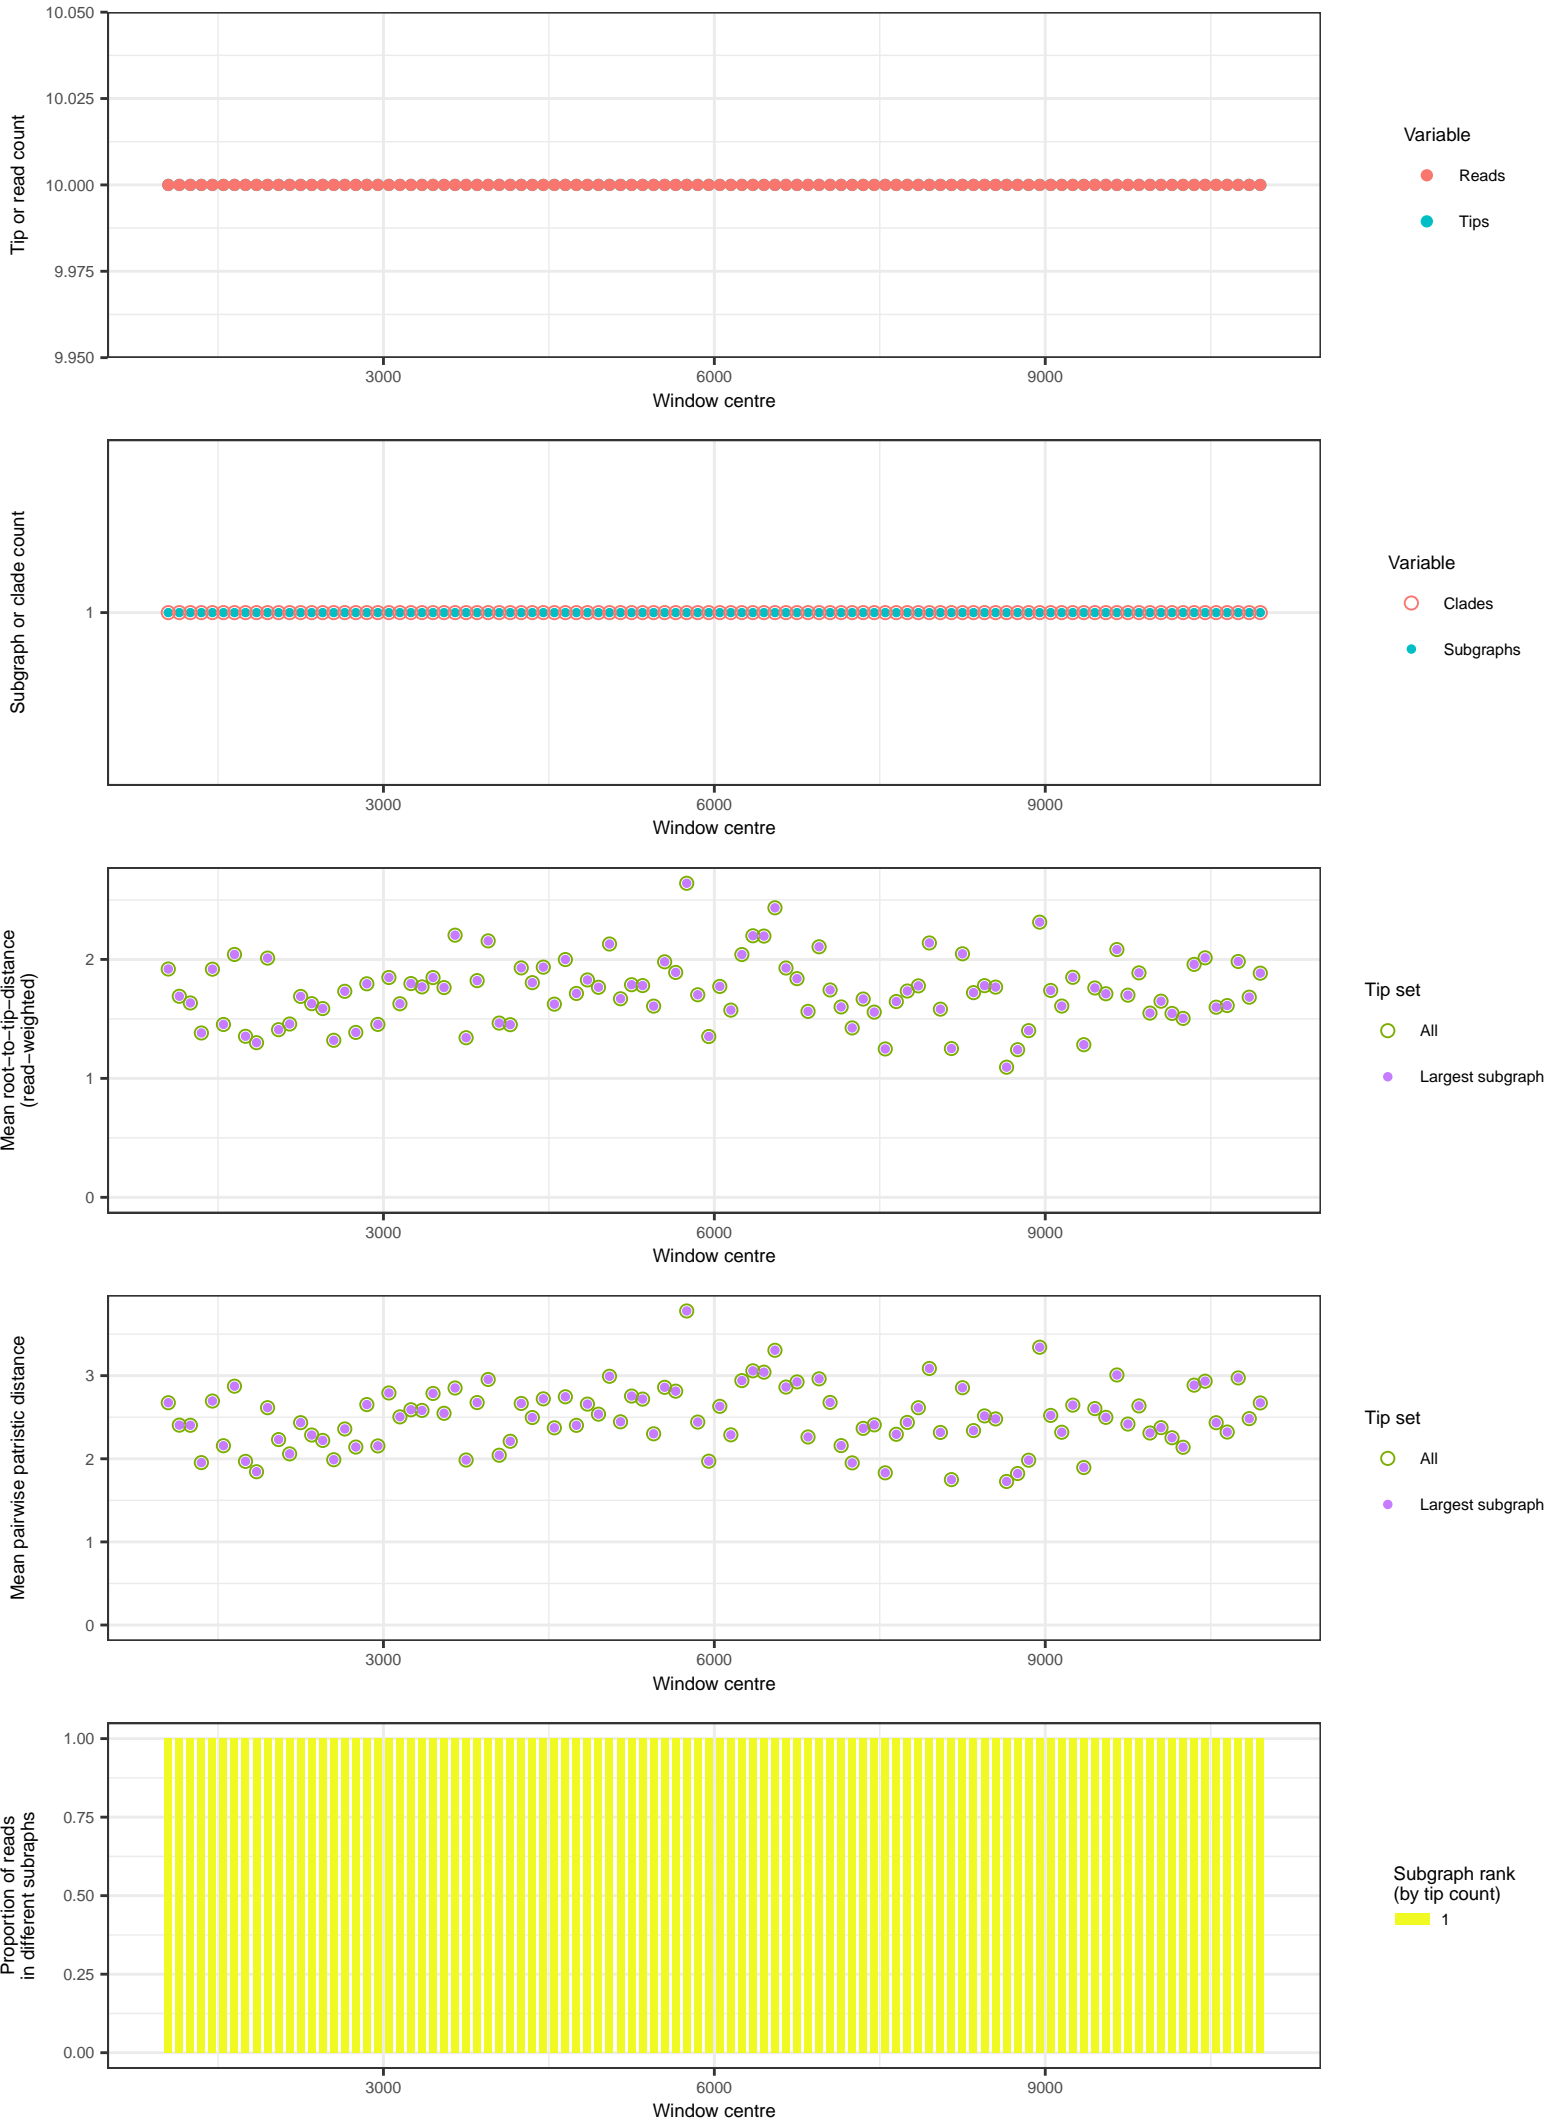 10.050
10.025
10.000
9.975
9.950
Tip or read count
3000
6000
9000
Window centre
Variable
Reads
Tips
1
Subgraph or clade count
3000
6000
9000
Window centre
Variable
Clades
Subgraphs
2
1
0
Mean root−to−tip−distance
(read−weighted)
3000
6000
9000
Window centre
Tip set
All
Largest subgraph
3
2
1
0
Mean pairwise patristic distance
3000
6000
9000
Window centre
Tip set
All
Largest subgraph
1.00
0.75
0.50
0.25
0.00
Proportion of reads
in different subraphs
3000
6000
9000
Window centre
Subgraph rank
(by tip count)
1